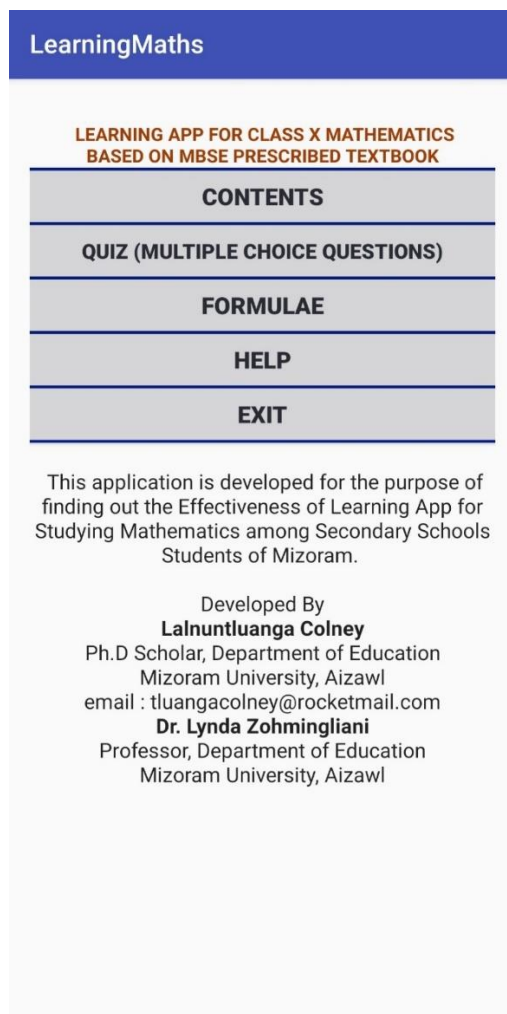 LearningMaths
LEARNING APP FOR CLASS X MATHEMATICS
BASED ON MBSE PRESCRIBED TEXTBOOK
CONTENTS
QUIZ (MULTIPLE CHOICE QUESTIONS)
FORMULAE
HELP
EXIT
This application is developed for the purpose of
finding out the Effectiveness of Learning App for
Studying Mathematics among Secondary Schools
Students of Mizoram.
Developed By
Lalnuntluanga Colney
Ph.D Scholar, Department of Education
Mizoram University, Aizawl
email : tluangacolney@rocketmail.com
Dr. Lynda Zohmingliani
Professor, Department of Education
Mizoram University, Aizawl